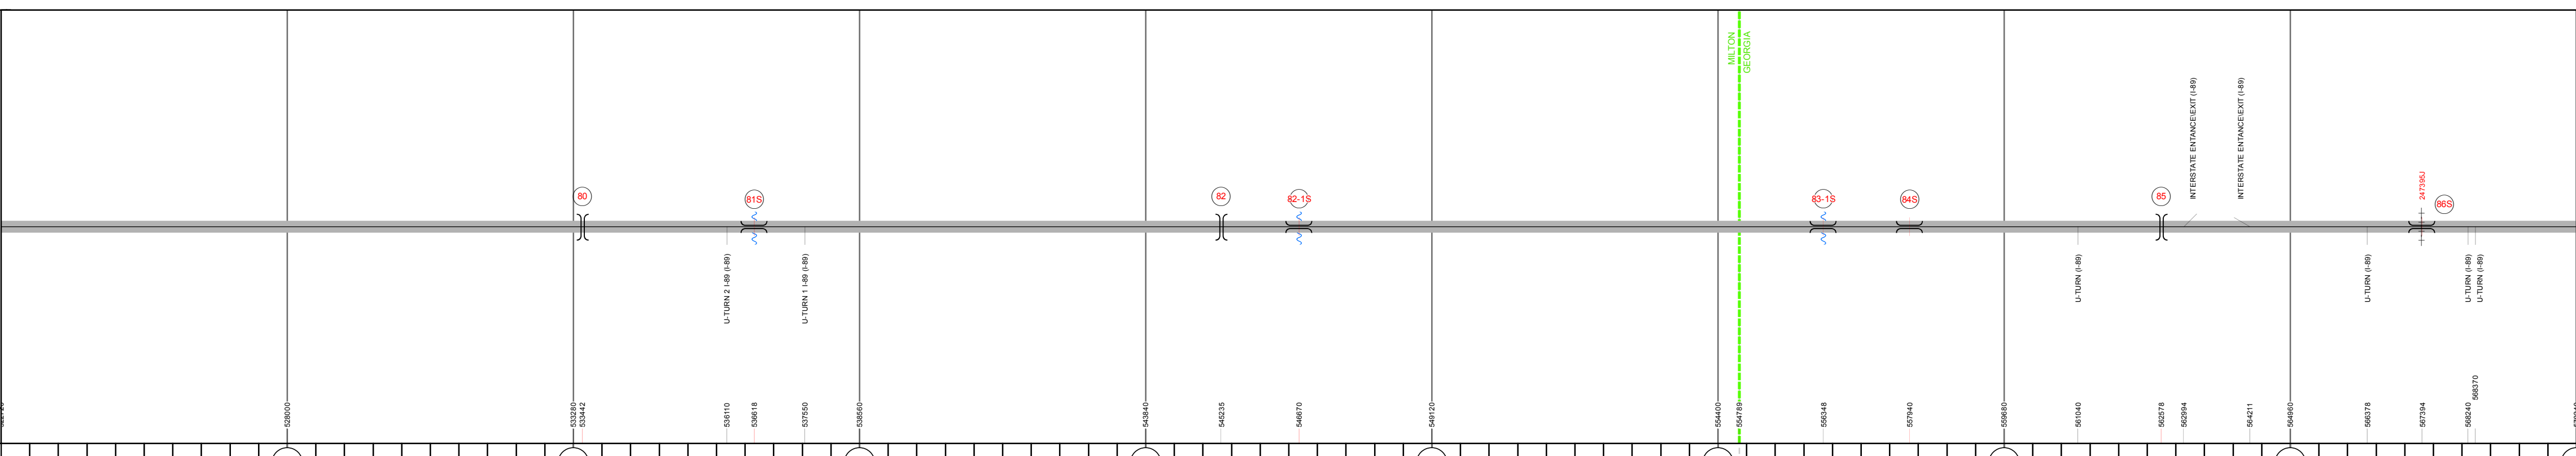 MILTON
GEORGIA
INTERSTATE ENTANCE\EXIT (I-89)
INTERSTATE ENTANCE\EXIT (I-89)
80
81S
82
82-1S
83-1S
84S
85
247395J
86S
U-TURN 2 I-89 (I-89)
U-TURN 1 I-89 (I-89)
U-TURN (I-89)
U-TURN (I-89)
U-TURN (I-89)
U-TURN (I-89)
528000
533280
533442
536110
536618
537550
538560
543840
545235
546670
549120
554400
554789
556348
557940
559680
561040
562578
562994
564211
564960
566378
567394
568240
568370